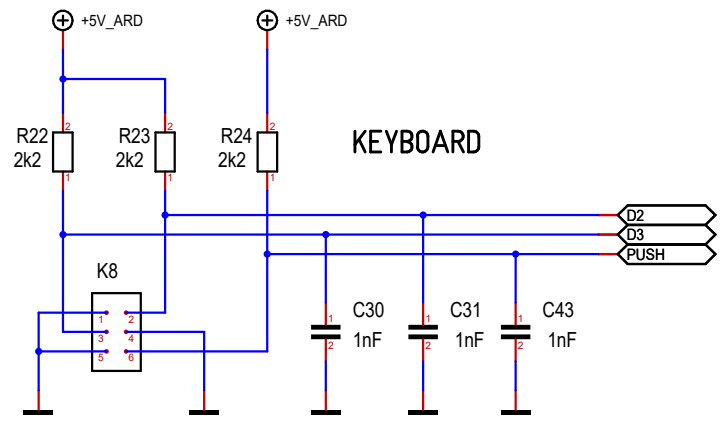 +5V_ARD
+5V_ARD
2
2
2
R22
2k2
R23
2k2
R24
2k2
1
1
1
KEYBOARD
D2
D3
PUSH
K8
1
2
3
4
5
6
1
2
C30
1nF
1
2
C31
1nF
1
2
C43
1nF